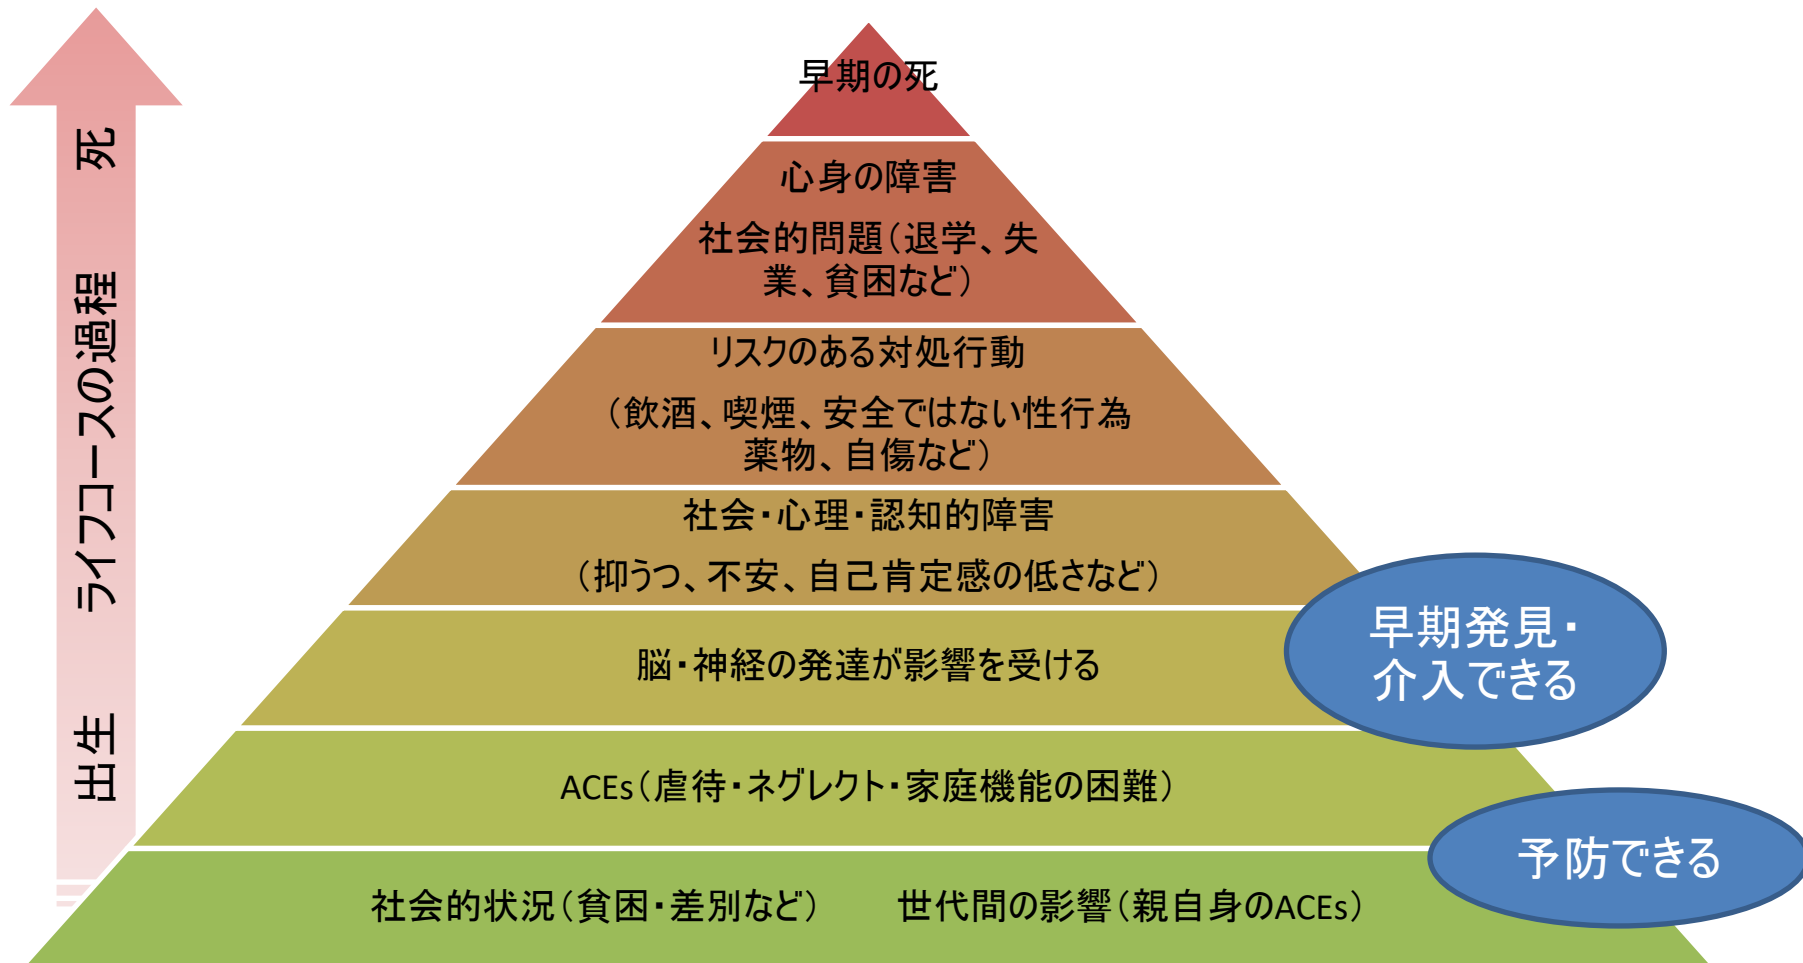 早期の死
心身の障害
社会的問題（退学、失
業、貧困など）
リスクのある対処行動
（飲酒、喫煙、安全ではない性行為
薬物、自傷など）
社会・心理・認知的障害
（抑うつ、不安、自己肯定感の低さなど）
脳・神経の発達が影響を受ける
ACEs（虐待・ネグレクト・家庭機能の困難）
社会的状況（貧困・差別など）　　世代間の影響（親自身のACEs）
出生　　ライフコースの過程　　死
早期発見・
介入できる
予防できる